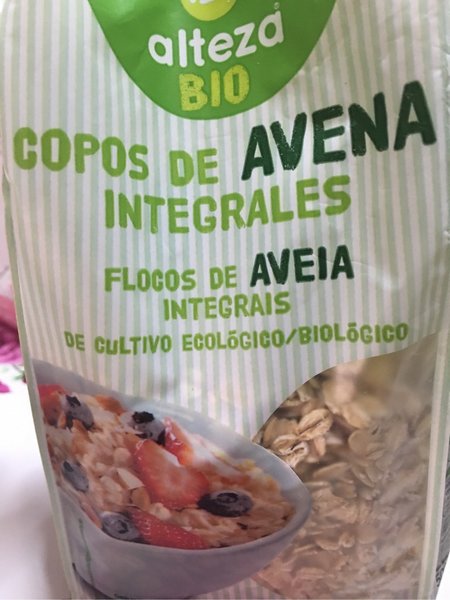 alteza
BIO
COPOS DE AVENA
INTEGRALES
FLOCOS DE AVEIA
INTEGRAIS
DE CULTIVO ECOLÓGICO/BIOLÓGICO